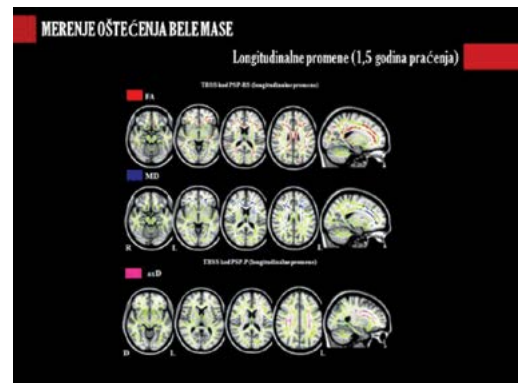 MERENJE OŠTEĆENJA BELE MASE
Longitudinalne promene (1,5 godina praćenja)
TBSS kod PSP-RS (longitudinalne promene)
FA
MD
R L L
TBSS kod PSP-P (longitudinalne promene)
axD
D L L